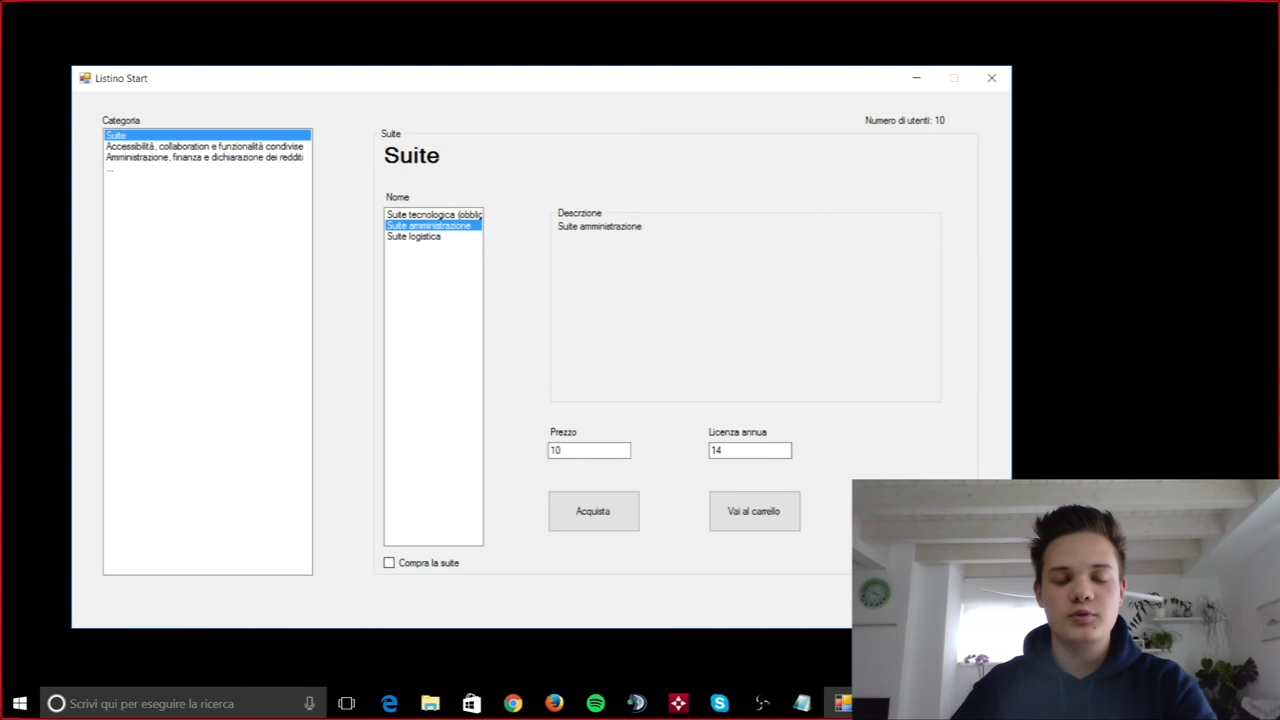 Listino Start
Categoria
Numero di utenti: 10
Suite
Accessibilità, collaboration e funzionalità condivise
Amministrazione, finanza e dichiarazione dei redditi
...
Suite
Suite
Nome
Suite tecnologica (obblig
Suite amministrazione
Suite logistica
Descrzione
Suite amministrazione
Prezzo
Licenza annua
10
14
Acquista
Vai al carrello
Compra la suite
Scrivi qui per eseguire la ricerca